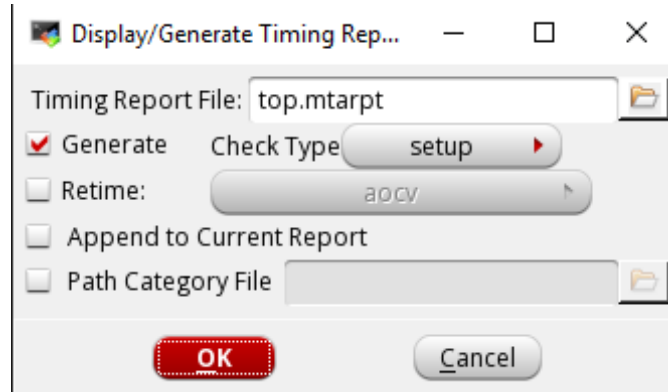 Display/Generate Timing Rep...
Timing Report File: top.mtarpt
Generate Check Type setup
Retime: aocv
Append to Current Report
Path Category File
OK Cancel